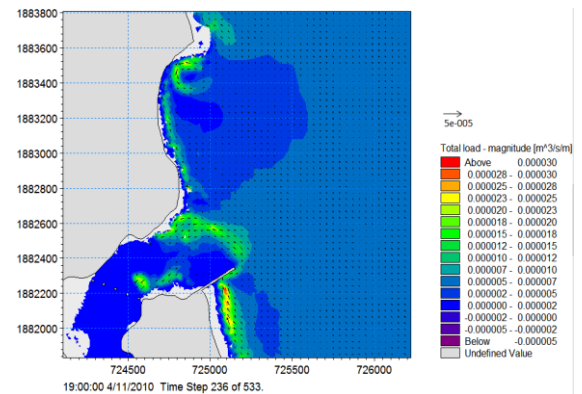 1883800
1883600
1883400
1883200
1883000
1882800
1882600
1882400
1882200
1882000
724500 725000 725500 726000
19:00:00 4/11/2010 Time Step 236 of 533.
5e-005
Total load - magnitude [m^3/s/m]
Above 0.000030
0.000028 - 0.000030
0.000025 - 0.000028
0.000023 - 0.000025
0.000020 - 0.000023
0.000018 - 0.000020
0.000015 - 0.000018
0.000012 - 0.000015
0.000010 - 0.000012
0.000007 - 0.000010
0.000005 - 0.000007
0.000002 - 0.000005
0.000000 - 0.000002
-0.000002 - 0.000000
-0.000005 - -0.000002
Below -0.000005
Undefined Value